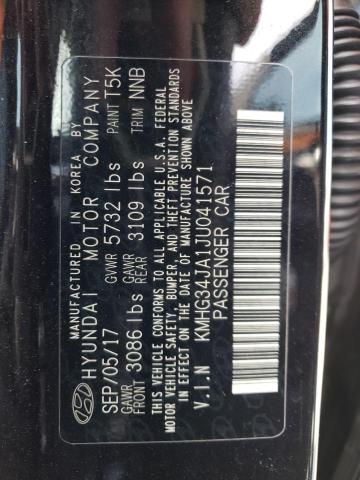 MANUFACTURED IN KOREA BY
HYUNDAI MOTOR COMPANY
SEP/05/17 GVWR 5732 lbs PAINT T5K
GAWR FRONT 3086 lbs GAWR REAR 3109 lbs TRIM NNB
THIS VEHICLE CONFORMS TO ALL APPLICABLE U.S.A. FEDERAL
MOTOR VEHICLE SAFETY, BUMPER, AND THEFT PREVENTION STANDARDS
IN EFFECT ON THE DATE OF MANUFACTURE SHOWN ABOVE.
V.I.N KMHG34JA1JU041571
PASSENGER CAR